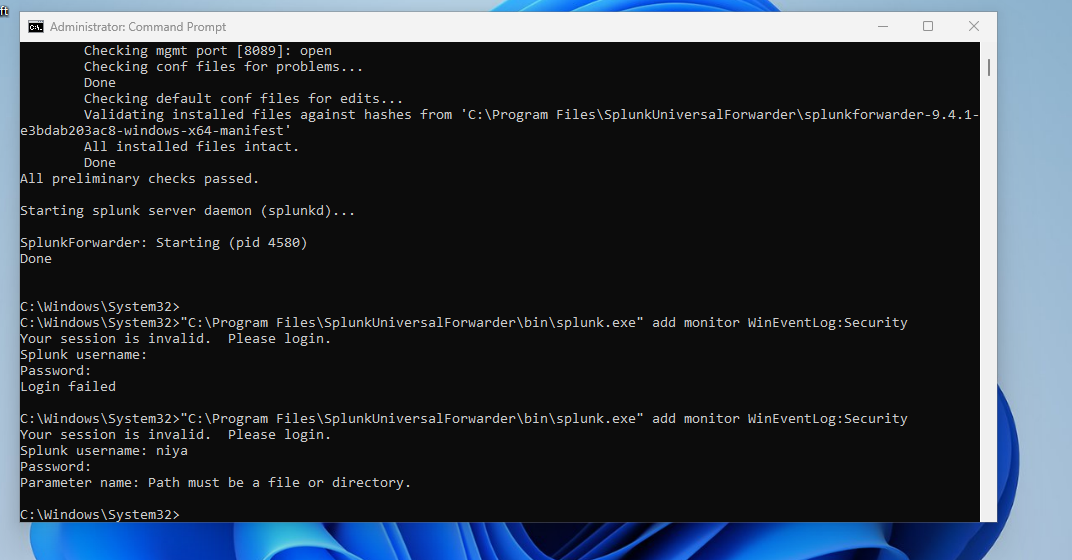 ft
Administrator: Command Prompt
Checking mgmt port [8089]: open
Checking conf files for problems...
Done
Checking default conf files for edits...
Validating installed files against hashes from 'C:\Program Files\SplunkUniversalForwarder\splunkforwarder-9.4.1-
e3bdab203ac8-windows-x64-manifest'
All installed files intact.
Done
All preliminary checks passed.
Starting splunk server daemon (splunkd)...
SplunkForwarder: Starting (pid 4580)
Done
C:\Windows\System32>
C:\Windows\System32>"C:\Program Files\SplunkUniversalForwarder\bin\splunk.exe" add monitor WinEventLog:Security
Your session is invalid.  Please login.
Splunk username:
Password:
Login failed
C:\Windows\System32>"C:\Program Files\SplunkUniversalForwarder\bin\splunk.exe" add monitor WinEventLog:Security
Your session is invalid.  Please login.
Splunk username: niya
Password:
Parameter name: Path must be a file or directory.
C:\Windows\System32>